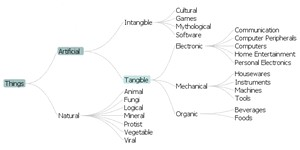 Things
Artificial
Intangible
Cultural
Games
Mythological
Software
Tangible
Electronic
Communication
Computer Peripherals
Computers
Home Entertainment
Personal Electronics
Mechanical
Housewares
Instruments
Machines
Tools
Organic
Beverages
Foods
Natural
Animal
Fungi
Logical
Mineral
Protist
Vegetable
Viral